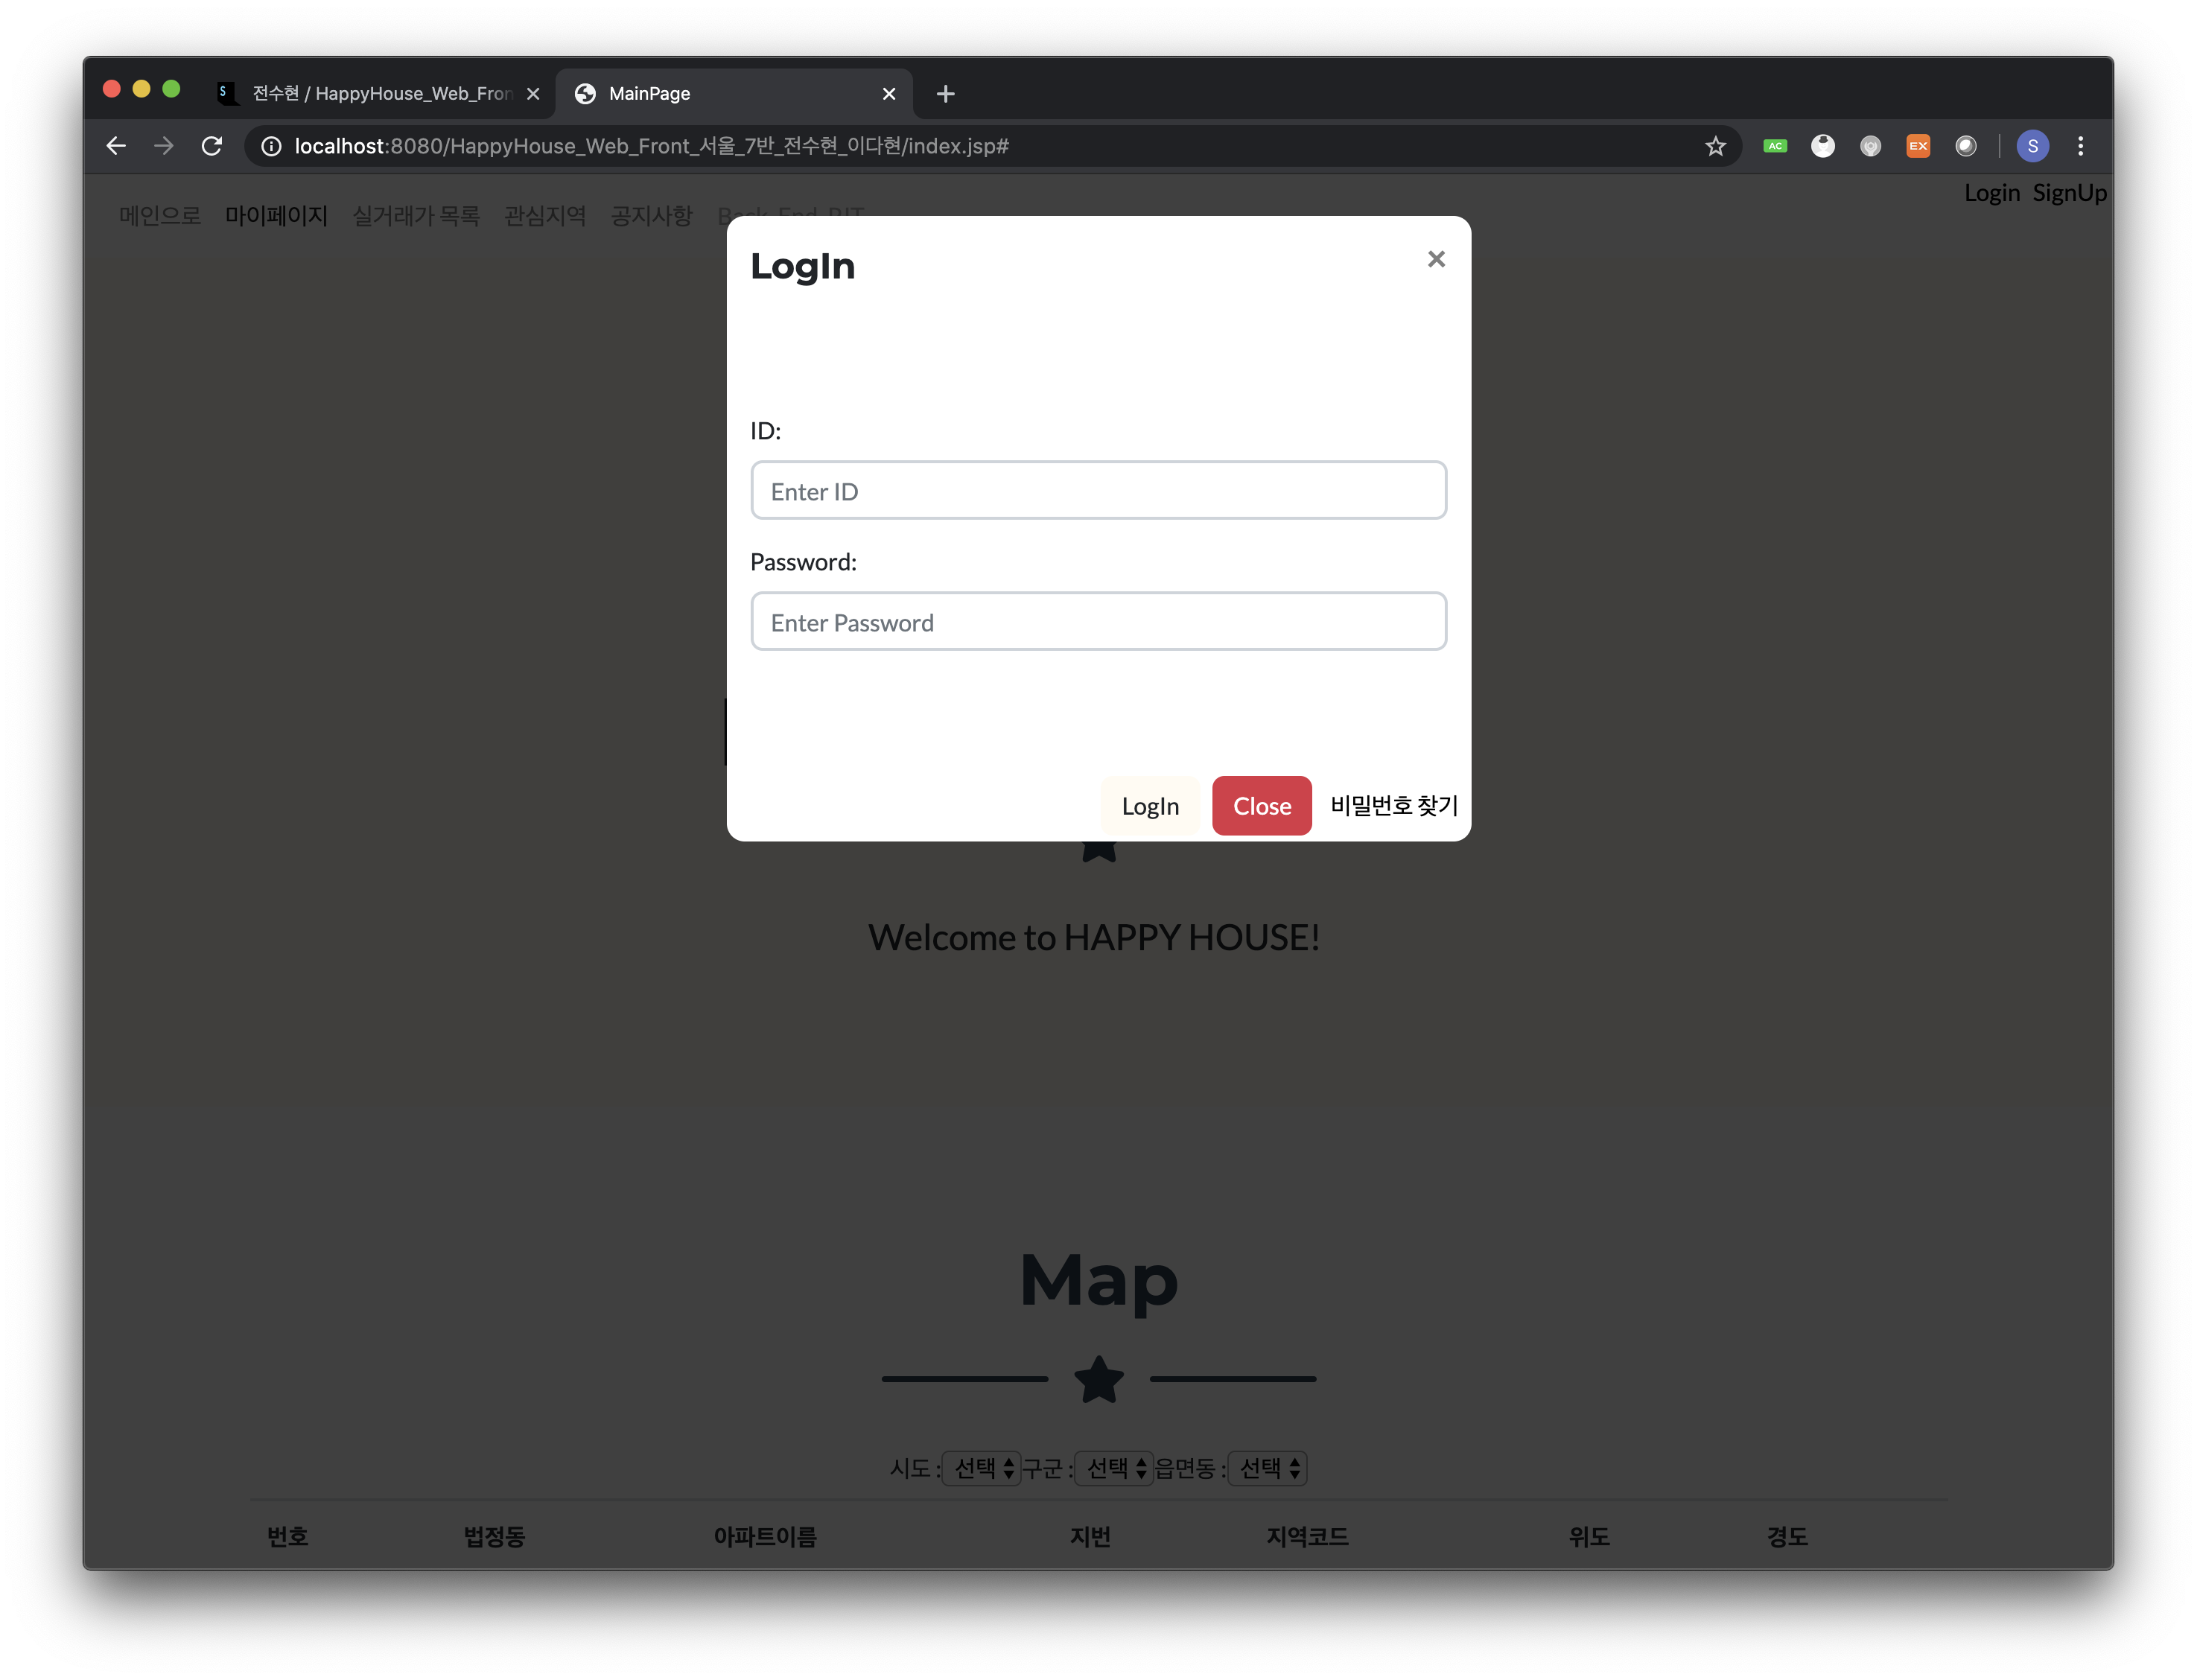 전수현 / HappyHouse_Web_Fron
MainPage
localhost:8080/HappyHouse_Web_Front_서울_7반_전수현_이다현/index.jsp#
AC
EX
S
Login SignUp
메인으로 마이페이지 실거래가 목록 관심지역 공지사항 Back-End-PJT
LogIn
×
ID:
Enter ID
Password:
Enter Password
LogIn Close 비밀번호 찾기
Welcome to HAPPY HOUSE!
Map
시도 : 선택 구군 : 선택 읍면동 : 선택
번호 법정동 아파트이름 지번 지역코드 위도 경도